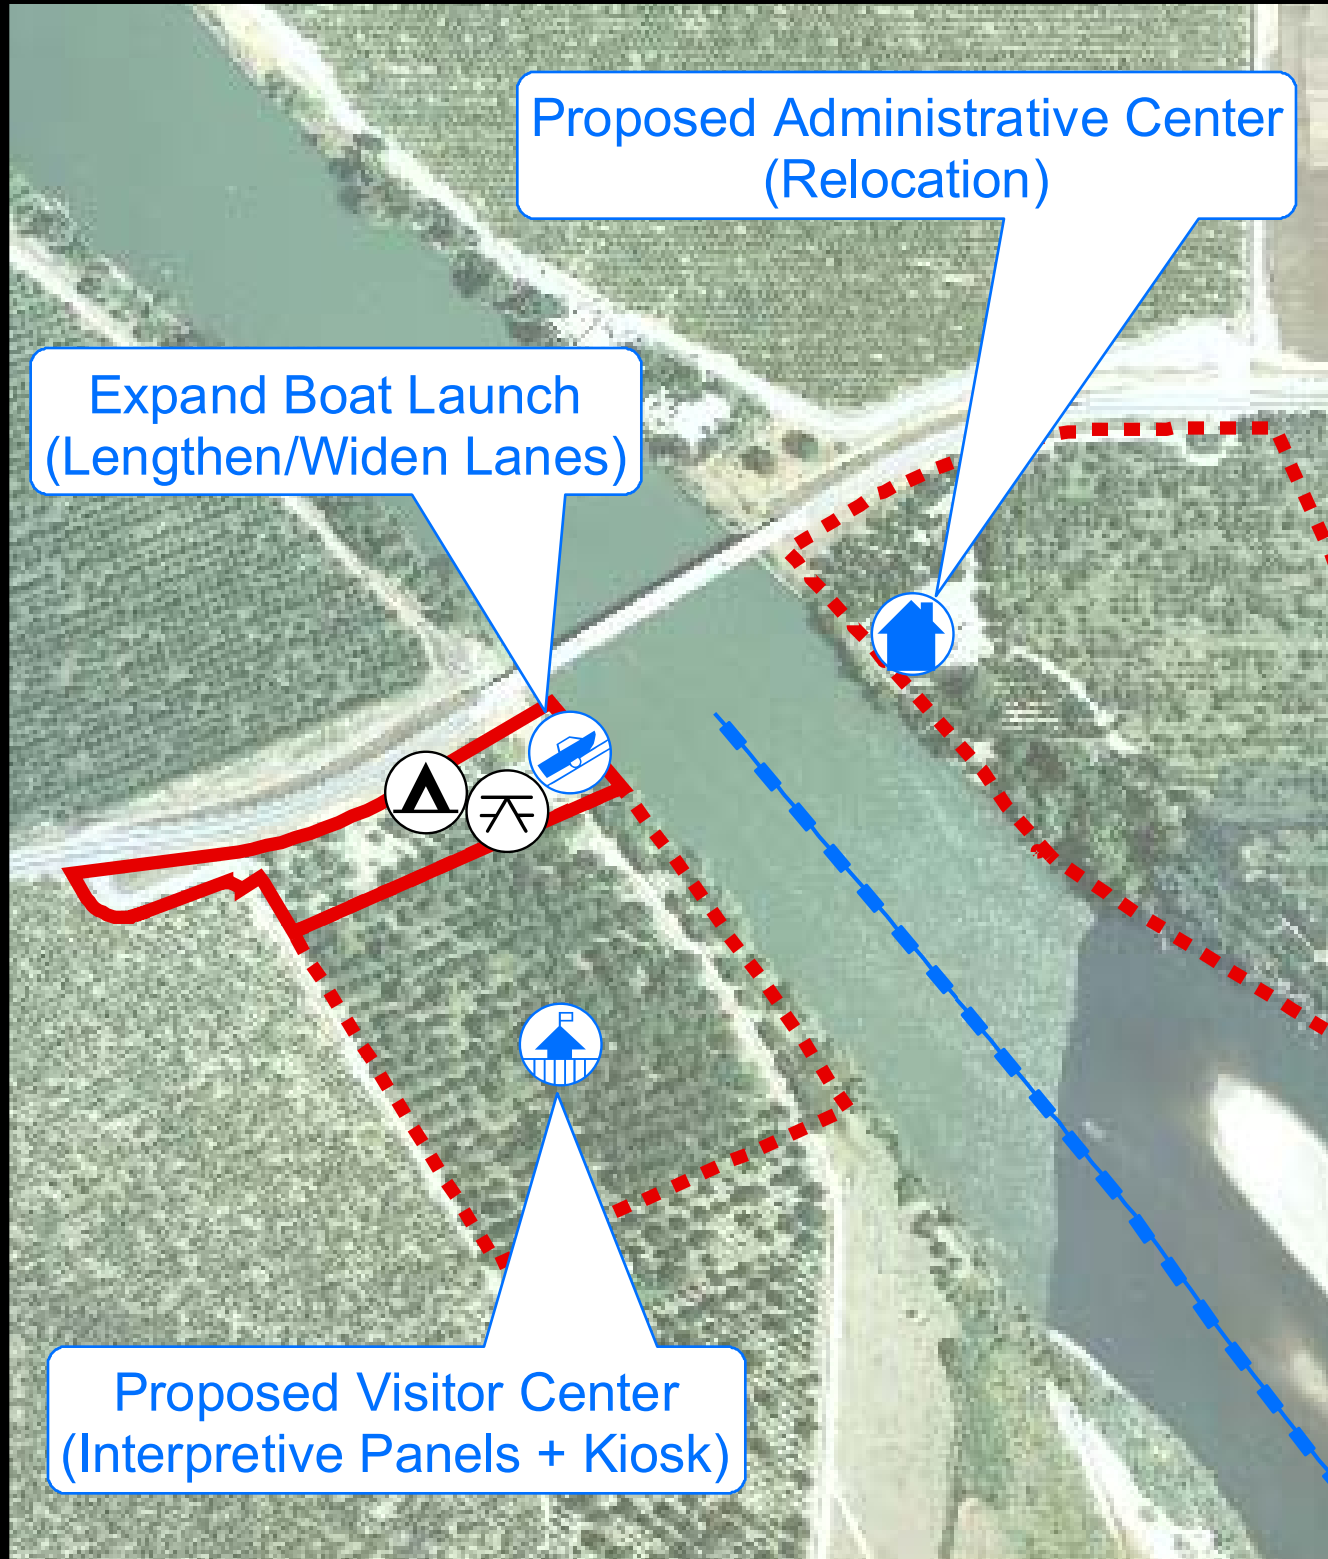 Proposed Administrative Center
(Relocation)
Expand Boat Launch
(Lengthen/Widen Lanes)
Proposed Visitor Center
(Interpretive Panels + Kiosk)